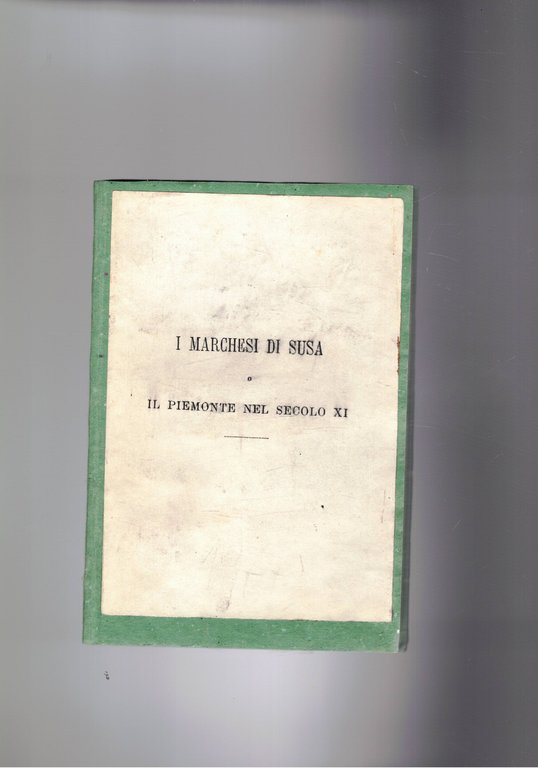 I MARCHESI DI SUSA
o
IL PIEMONTE NEL SECOLO XI